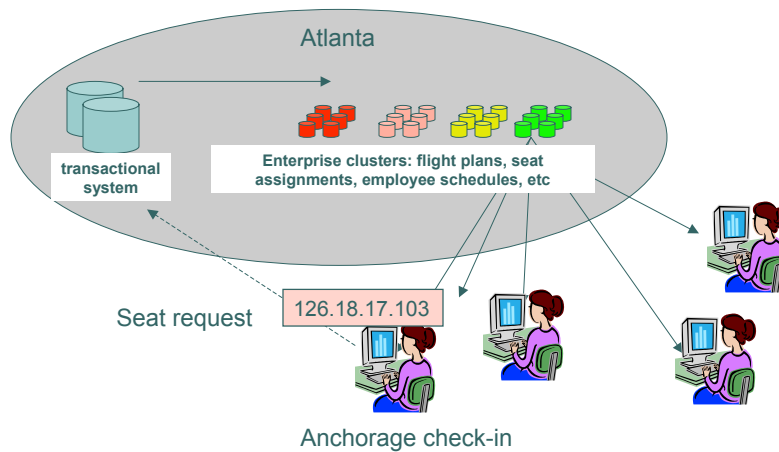 Atlanta
transactional
system
Enterprise clusters: flight plans, seat
assignments, employee schedules, etc
126.18.17.103
Seat request
Anchorage check-in